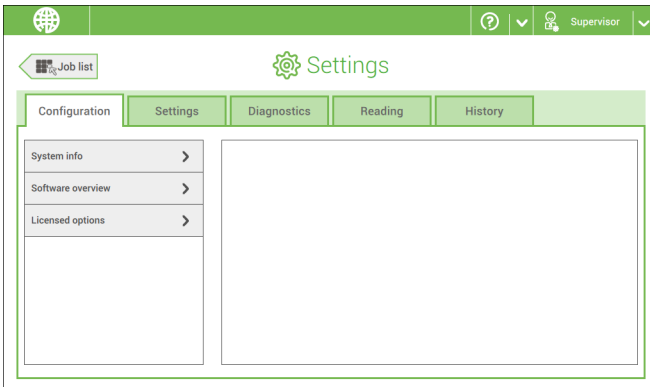 ? Supervisor
Job list
Settings
Configuration Settings Diagnostics Reading History
System info
Software overview
Licensed options